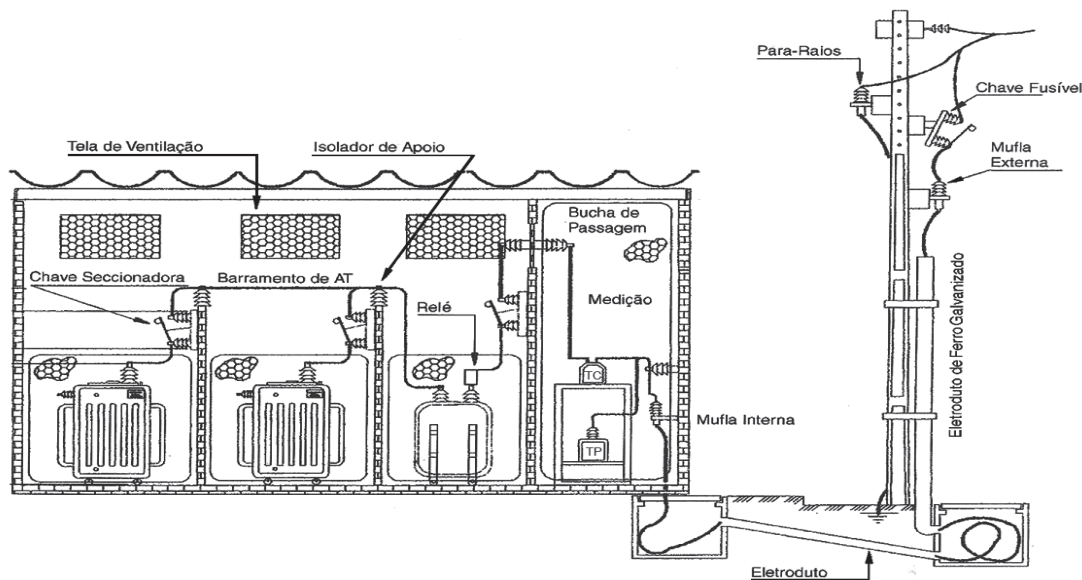 Para-Raios
Chave Fusível
Mufla
Externa
Tela de Ventilação
Isolador de Apoio
Bucha de
Passagem
Chave Seccionadora
Barramento de AT
Relé
Medição
TC
TP
Mufla Interna
Eletroduto de Ferro Galvanizado
Eletroduto